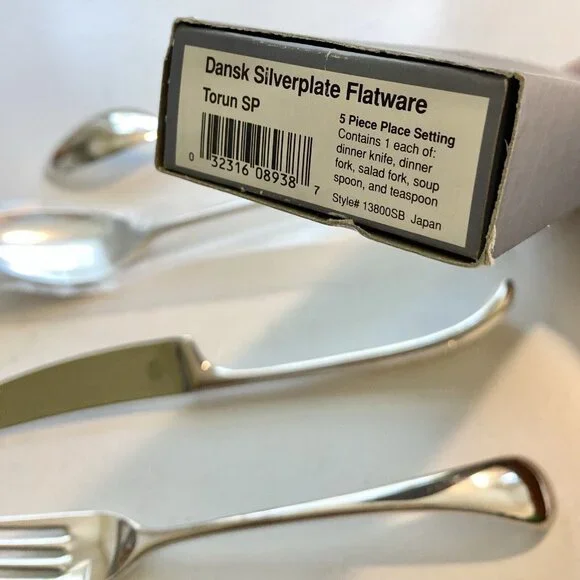 Dansk Silverplate Flatware
Torun SP
5 Piece Place Setting
Contains 1 each of:
dinner knife, dinner
fork, salad fork, soup
spoon, and teaspoon
Style# 13800SB Japan
0 32316 08938 7